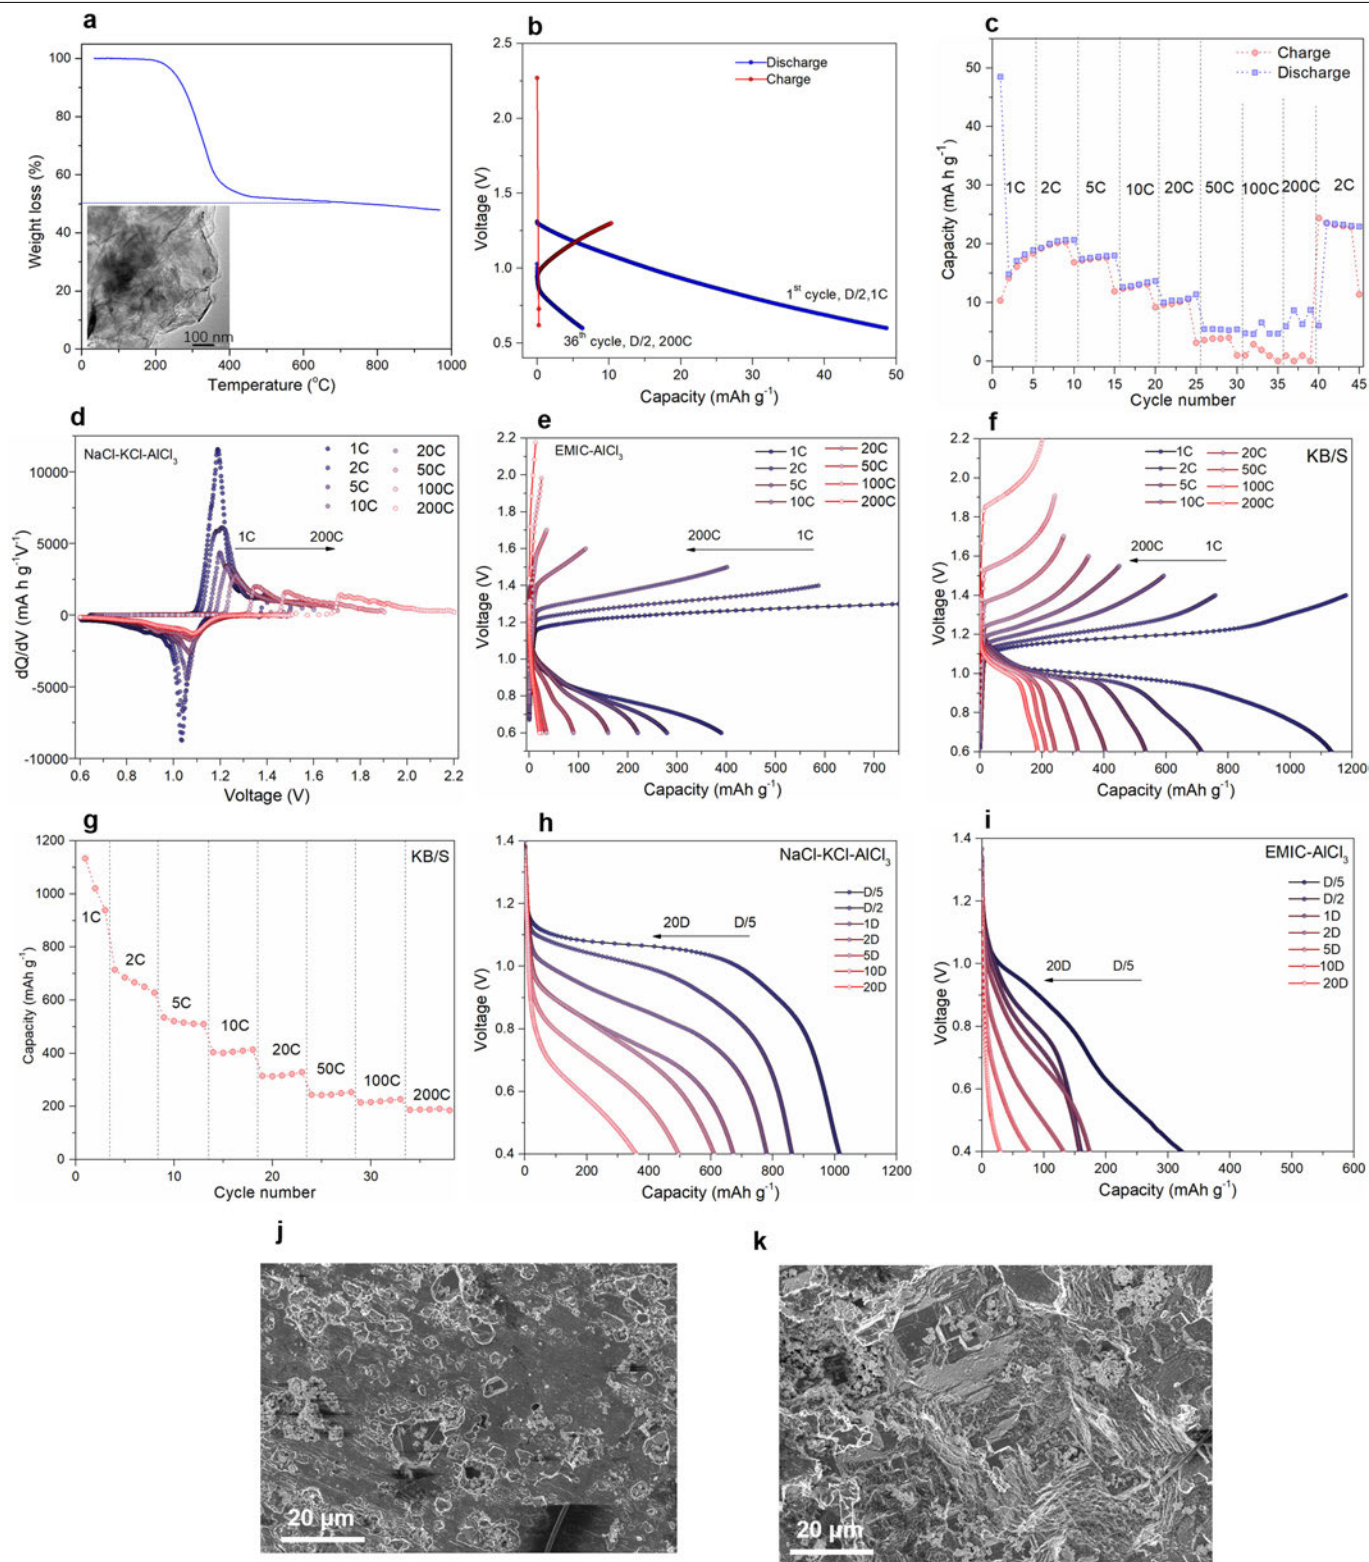 a
Weight loss (%)
100
80
60
40
20
0
100 nm
0 200 400 600 800 1000
Temperature (°C)
b
Voltage (V)
2.5
2.0
1.5
1.0
0.5
Discharge
Charge
1st cycle, D/2,1C
36th cycle, D/2, 200C
0 10 20 30 40 50
Capacity (mAh g-1)
c
Capacity (mA h g-1)
50
40
30
20
10
0
Charge
Discharge
1C 2C 5C 10C 20C 50C 100C 200C 2C
0 5 10 15 20 25 30 35 40 45
Cycle number
d
NaCl-KCl-AlCl3
dQ/dV (mA h g-1V-1)
10000
5000
0
-5000
-10000
1C 20C
2C 50C
5C 100C
10C 200C
1C 200C
0.6 0.8 1.0 1.2 1.4 1.6 1.8 2.0 2.2
Voltage (V)
e
EMIC-AlCl3
Voltage (V)
2.2
2.0
1.8
1.6
1.4
1.2
1.0
0.8
0.6
1C 20C
2C 50C
5C 100C
10C 200C
200C 1C
0 100 200 300 400 500 600 700
Capacity (mAh g-1)
f
KB/S
Voltage (V)
2.2
2.0
1.8
1.6
1.4
1.2
1.0
0.8
0.6
1C 20C
2C 50C
5C 100C
10C 200C
200C 1C
0 200 400 600 800 1000 1200
Capacity (mAh g-1)
g
KB/S
Capacity (mAh g-1)
1200
1000
800
600
400
200
0
1C
2C
5C
10C
20C
50C
100C
200C
0 10 20 30
Cycle number
h
NaCl-KCl-AlCl3
Voltage (V)
1.4
1.2
1.0
0.8
0.6
0.4
D/5
D/2
1D
2D
5D
10D
20D
20D D/5
0 200 400 600 800 1000 1200
Capacity (mAh g-1)
i
EMIC-AlCl3
Voltage (V)
1.4
1.2
1.0
0.8
0.6
0.4
D/5
D/2
1D
2D
5D
10D
20D
20D D/5
0 100 200 300 400 500 600
Capacity (mAh g-1)
j
20 µm
k
20 µm